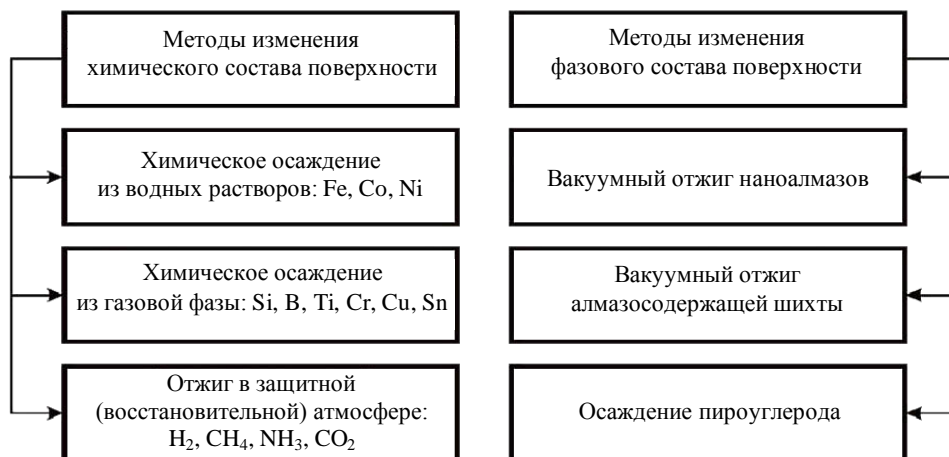 Методы изменения
химического состава поверхности
Химическое осаждение
из водных растворов: Fe, Co, Ni
Химическое осаждение
из газовой фазы: Si, B, Ti, Cr, Cu, Sn
Отжиг в защитной
(восстановительной) атмосфере:
H₂, CH₄, NH₃, CO₂
Методы изменения
фазового состава поверхности
Вакуумный отжиг наноалмазов
Вакуумный отжиг
алмазосодержащей шихты
Осаждение пироуглерода